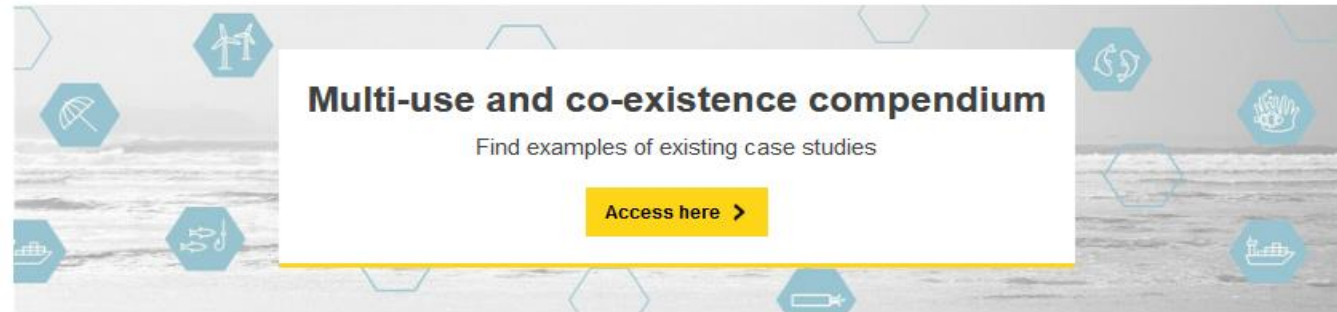 Multi-use and co-existence compendium
Find examples of existing case studies
Access here